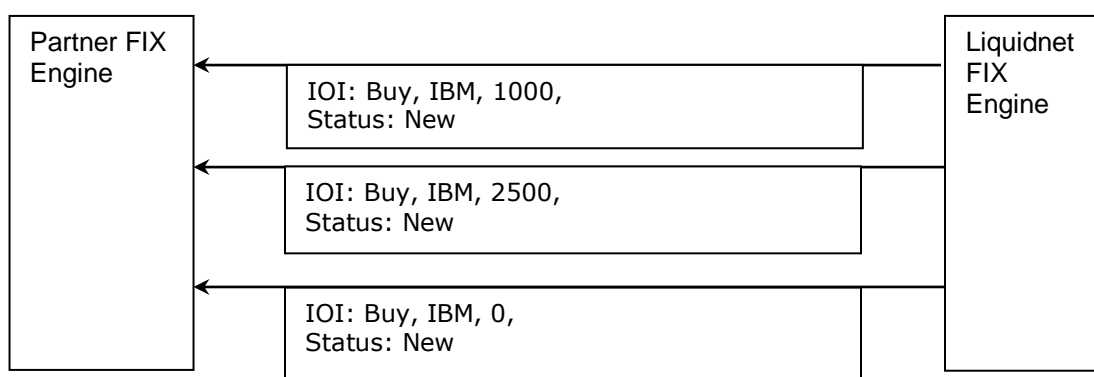 Partner FIX
Engine
Liquidnet
FIX
Engine
IOI: Buy, IBM, 1000,
Status: New
IOI: Buy, IBM, 2500,
Status: New
IOI: Buy, IBM, 0,
Status: New